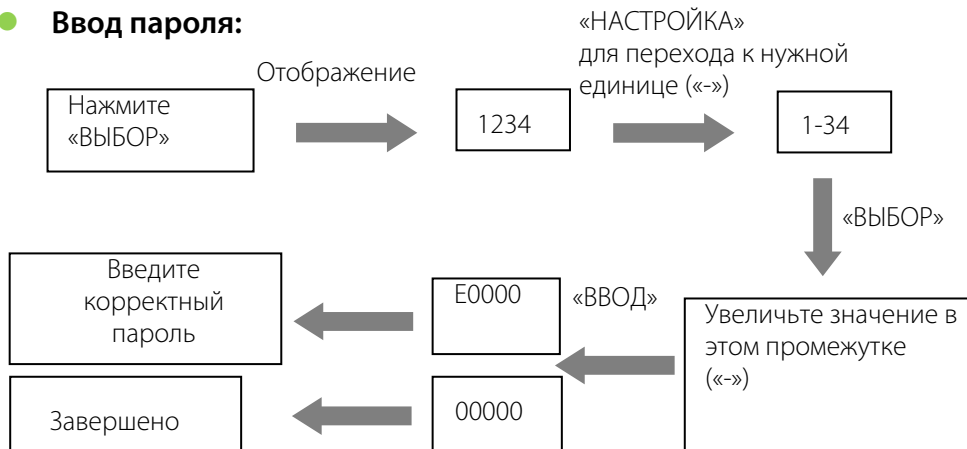 Ввод пароля:
«НАСТРОЙКА»
для перехода к нужной
единице («-»)
Отображение
Нажмите
«ВЫБОР»
1234
1-34
«ВЫБОР»
Введите
корректный
пароль
E0000
«ВВОД»
Увеличьте значение в
этом промежутке
(«-»)
Завершено
00000